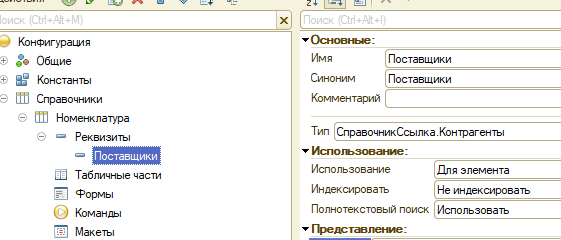 Поиск (Ctrl+Alt+M)
Конфигурация
Общие
Константы
Справочники
Номенклатура
Реквизиты
Поставщики
Табличные части
Формы
Команды
Макеты
Поиск (Ctrl+Alt+I)
Основные:
Имя Поставщики
Синоним Поставщики
Комментарий
Тип СправочникСсылка.Контрагенты
Использование:
Использование Для элемента
Индексировать Не индексировать
Полнотекстовый поиск Использовать
Представление: